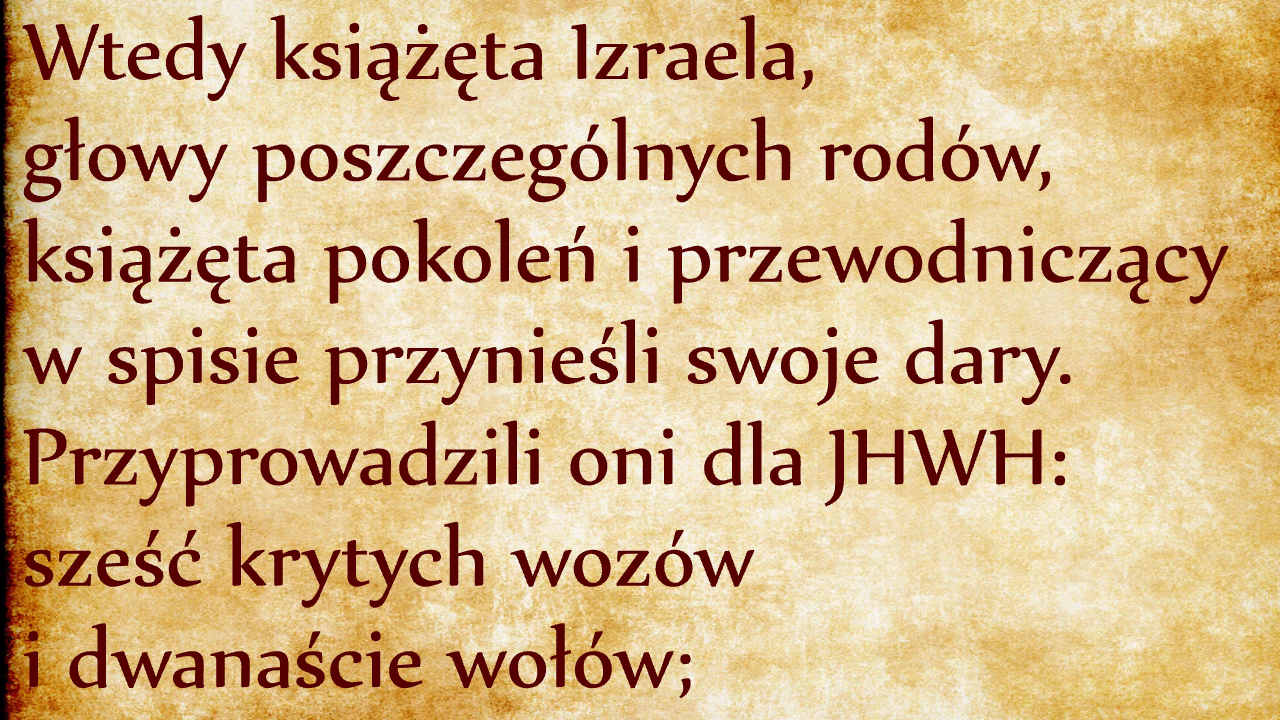 Wtedy książęta Izraela,
głowy poszczególnych rodów,
książęta pokoleń i przewodniczący
w spisie przynieśli swoje dary.
Przyprowadzili oni dla JHWH:
sześć krytych wozów
i dwanaście wołów;